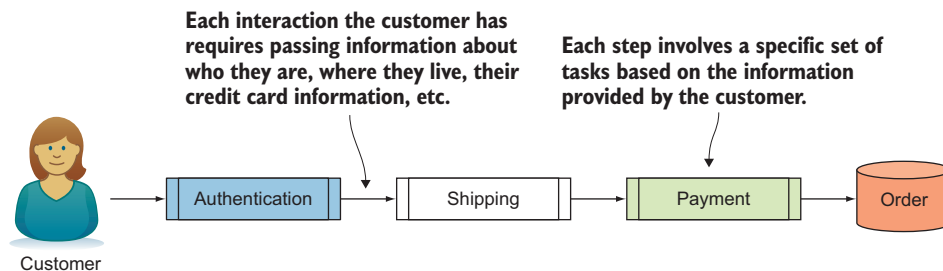 Each interaction the customer has
requires passing information about
who they are, where they live, their
credit card information, etc.
Each step involves a specific set of
tasks based on the information
provided by the customer.
Authentication
Shipping
Payment
Order
Customer